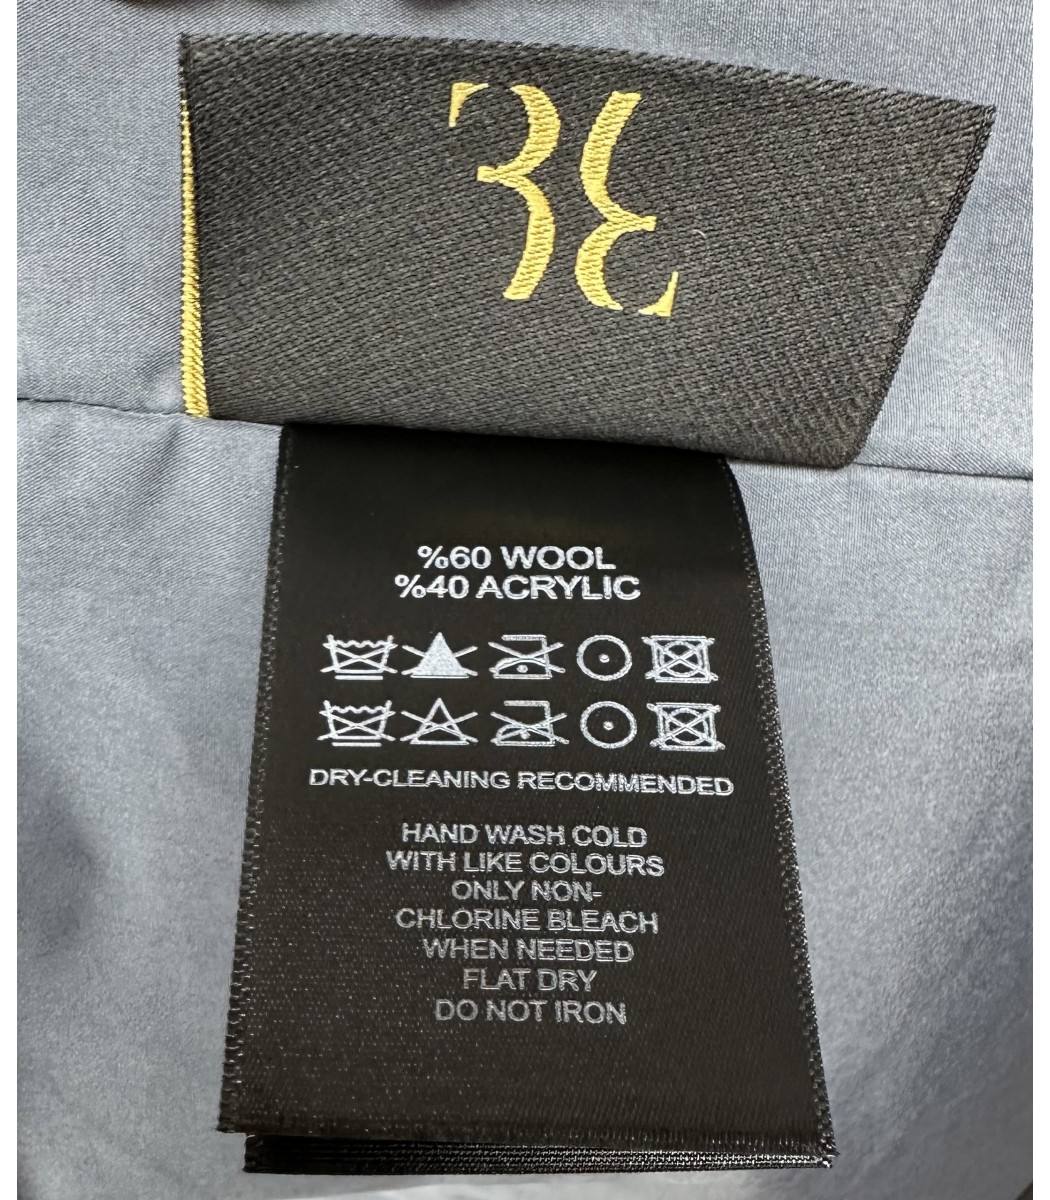 %60 WOOL
%40 ACRYLIC
DRY-CLEANING RECOMMENDED
HAND WASH COLD
WITH LIKE COLOURS
ONLY NON-
CHLORINE BLEACH
WHEN NEEDED
FLAT DRY
DO NOT IRON